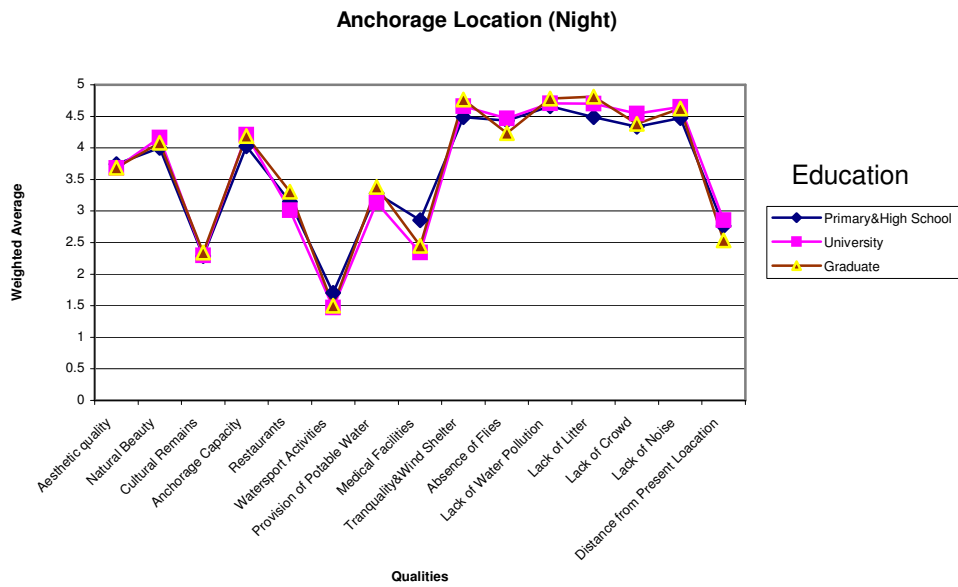 Anchorage Location (Night)
Weighted Average
5
4.5
4
3.5
3
2.5
2
1.5
1
0.5
0
Aesthetic quality
Natural Beauty
Cultural Remains
Anchorage Capacity
Restaurants
Watersport Activities
Provision of Potable Water
Medical Facilities
Tranquality&Wind Shelter
Absence of Flies
Lack of Water Pollution
Lack of Litter
Lack of Crowd
Lack of Noise
Distance from Present Loacation
Qualities
Education
Primary&High School
University
Graduate